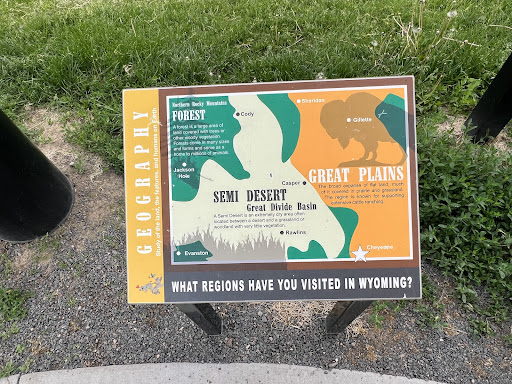 GEOGRAPHY
Study of the land, the features, and humans on Earth
Northern Rocky Mountains
FOREST
A forest is a large area of
land covered with trees or
other woody vegetation.
Forests come in many sizes
and forms and serve as a
home to millions of animals.
Cody
Sheridan
Gillette
Jackson
Hole
Casper
GREAT PLAINS
The broad expanse of flat land, much
of it covered in prairie and grassland.
The region is known for supporting
extensive cattle ranching.
SEMI DESERT
Great Divide Basin
A Semi Desert is an extremely dry area often
located between a desert and a grassland or
woodland with very little vegetation.
Rawlins
Evanston
Cheyenne
WHAT REGIONS HAVE YOU VISITED IN WYOMING?